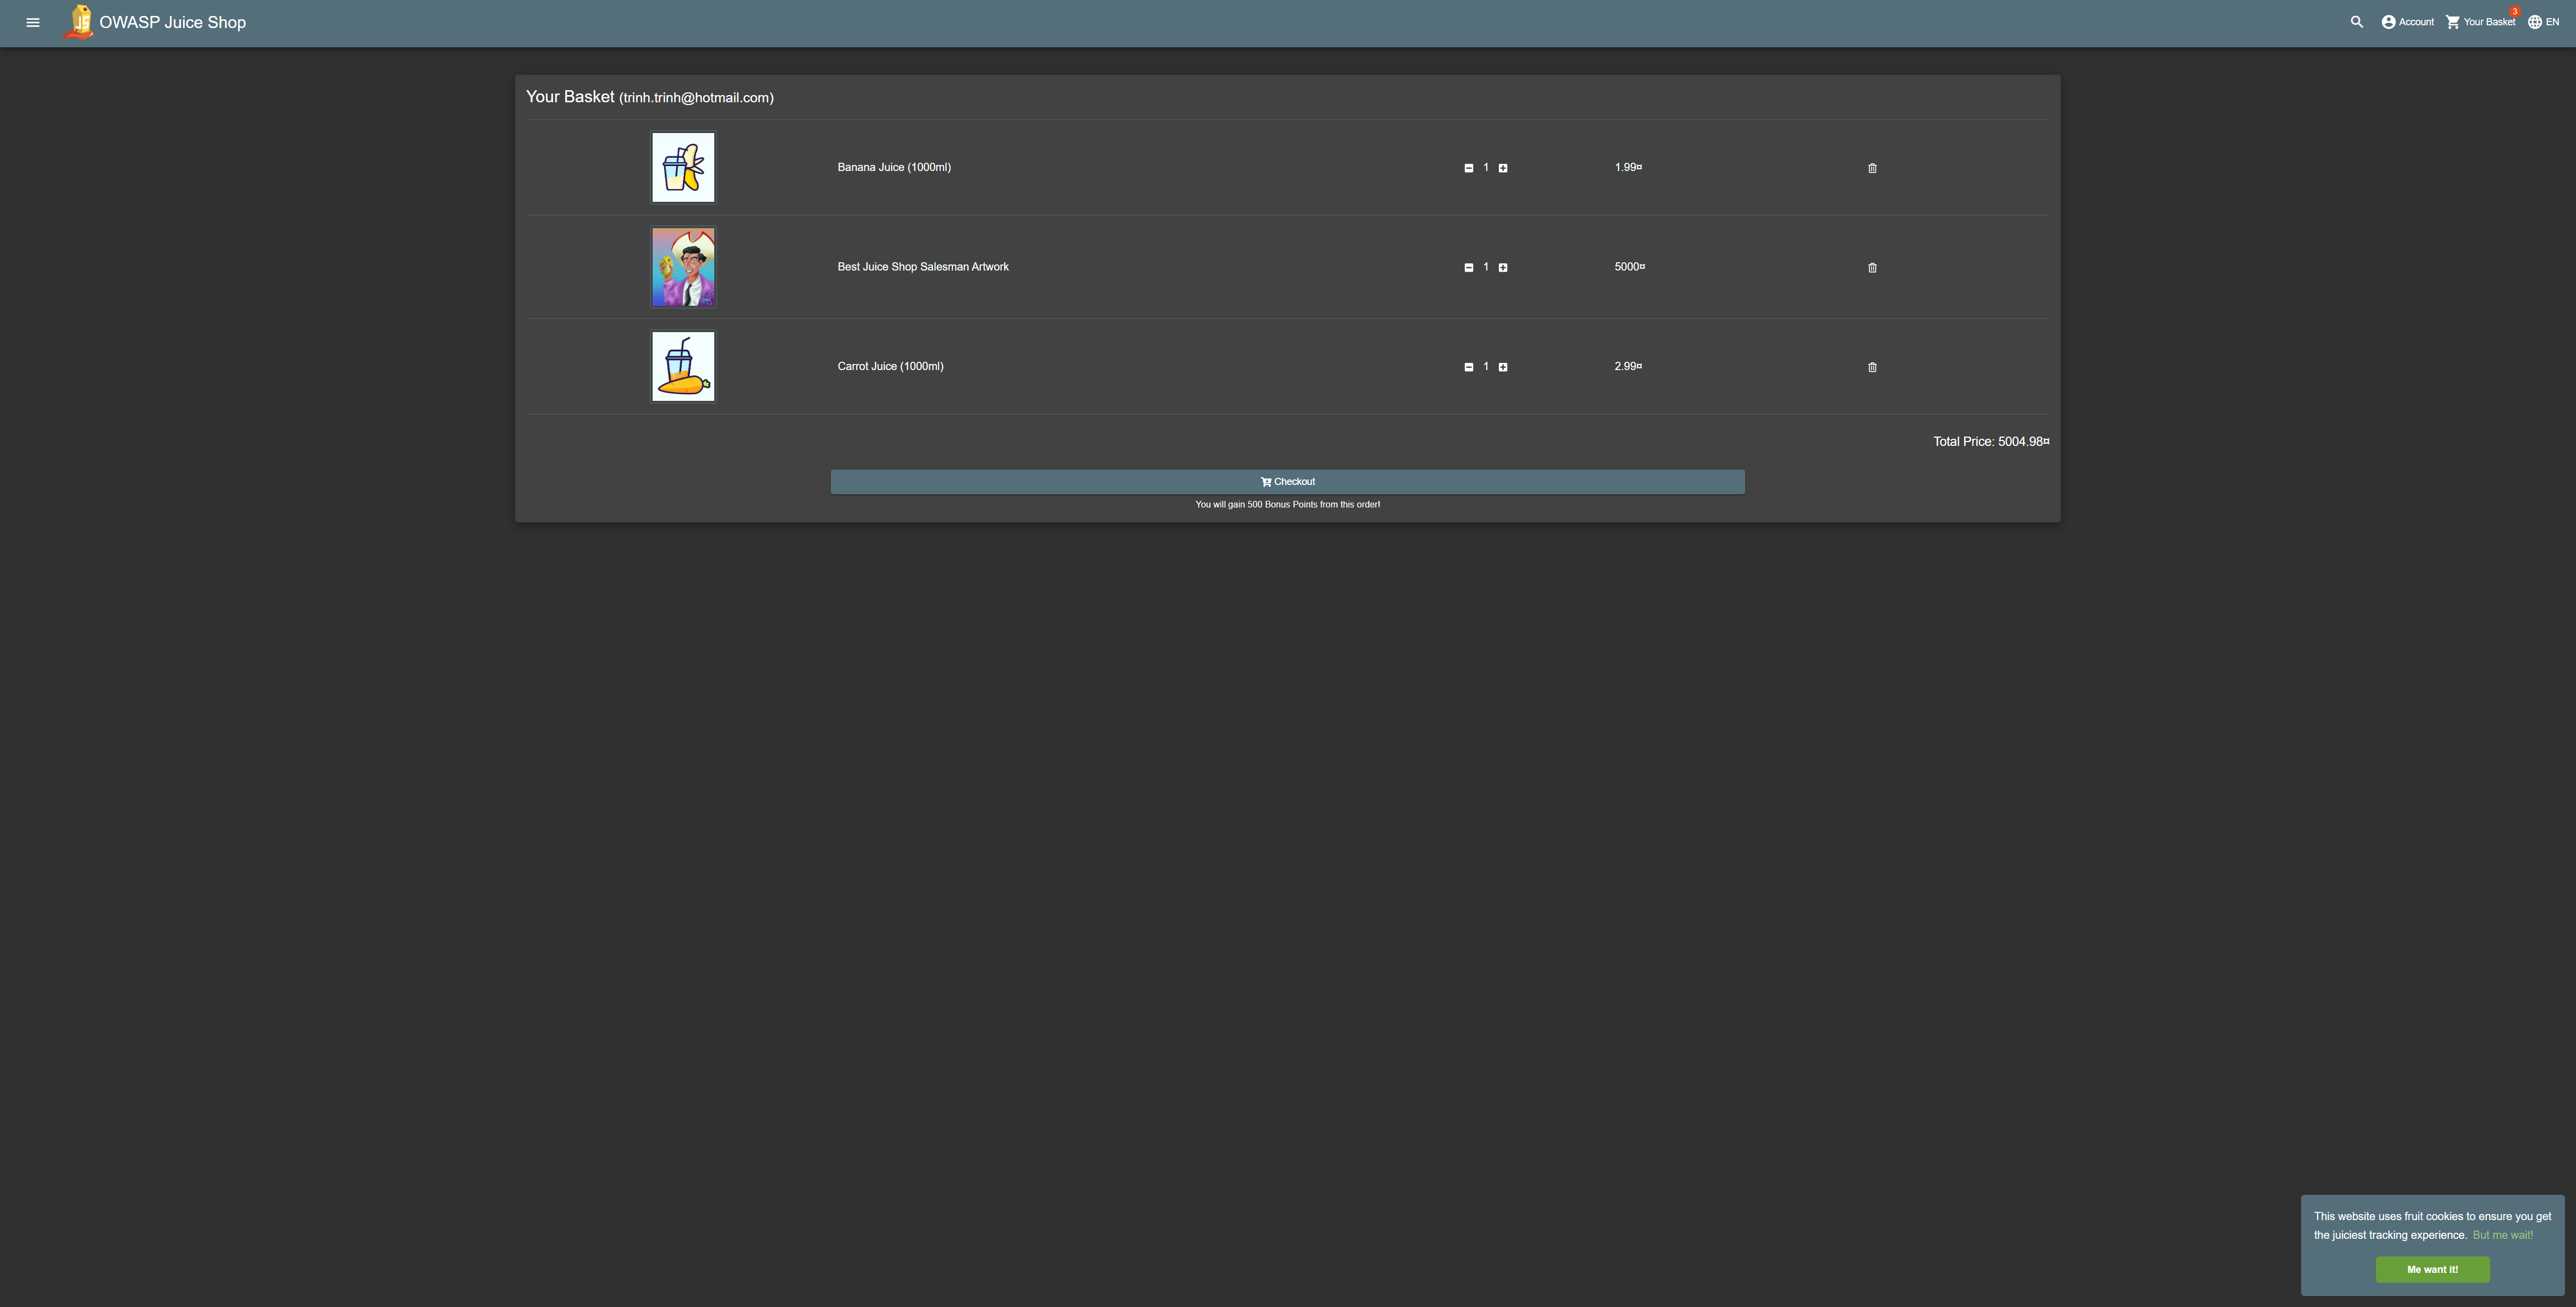 OWASP Juice Shop
Account
Your Basket
3
EN
Your Basket (trinh.trinh@hotmail.com)
Banana Juice (1000ml) 1 1.99¤
Best Juice Shop Salesman Artwork 1 5000¤
Carrot Juice (1000ml) 1 2.99¤
Total Price: 5004.98¤
Checkout
You will gain 500 Bonus Points from this order!
This website uses fruit cookies to ensure you get
the juiciest tracking experience. But me wait!
Me want it!